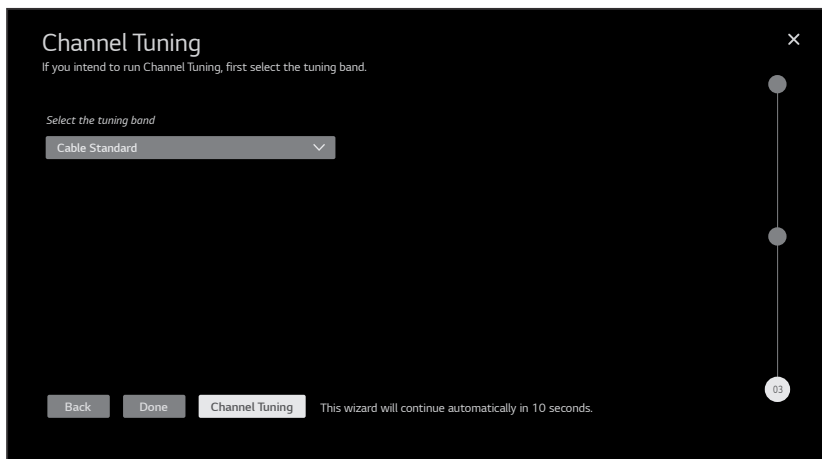 Channel Tuning
If you intend to run Channel Tuning, first select the tuning band.
Select the tuning band
Cable Standard
03
Back Done Channel Tuning This wizard will continue automatically in 10 seconds.